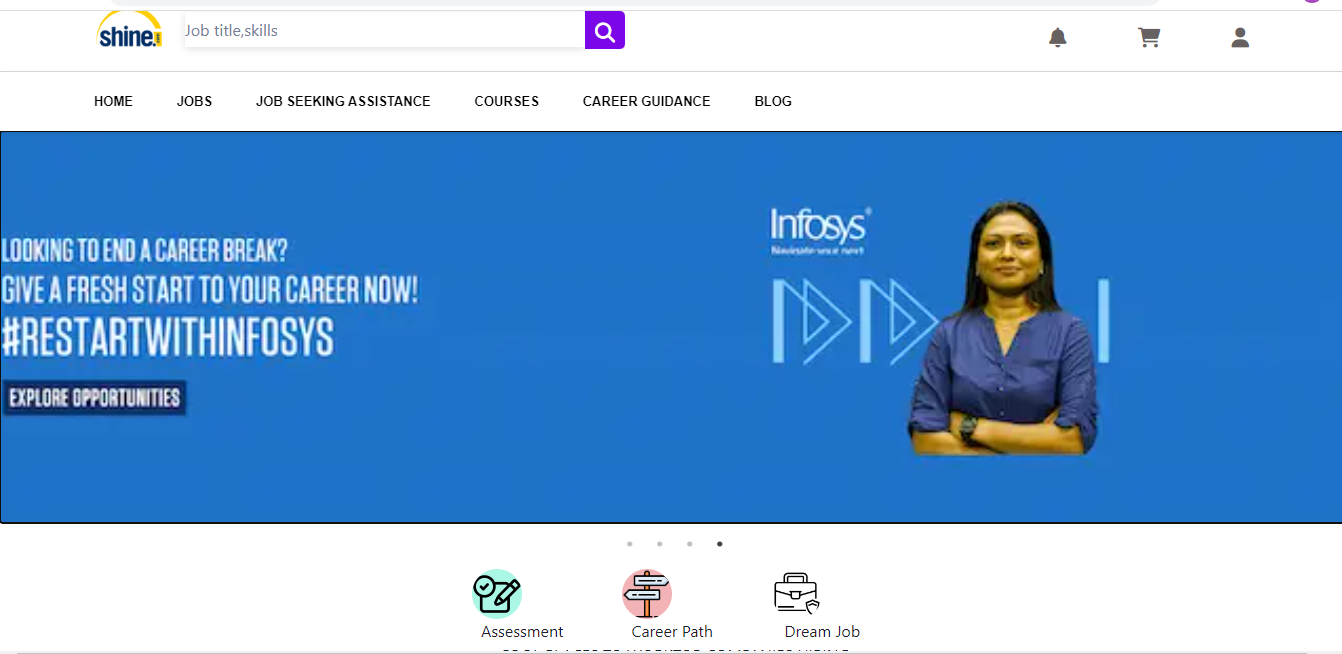 shine.com
Job title,skills
HOME JOBS JOB SEEKING ASSISTANCE COURSES CAREER GUIDANCE BLOG
Infosys®
Navigate your next
LOOKING TO END A CAREER BREAK?
GIVE A FRESH START TO YOUR CAREER NOW!
#RESTARTWITHINFOSYS
EXPLORE OPPORTUNITIES
Assessment Career Path Dream Job